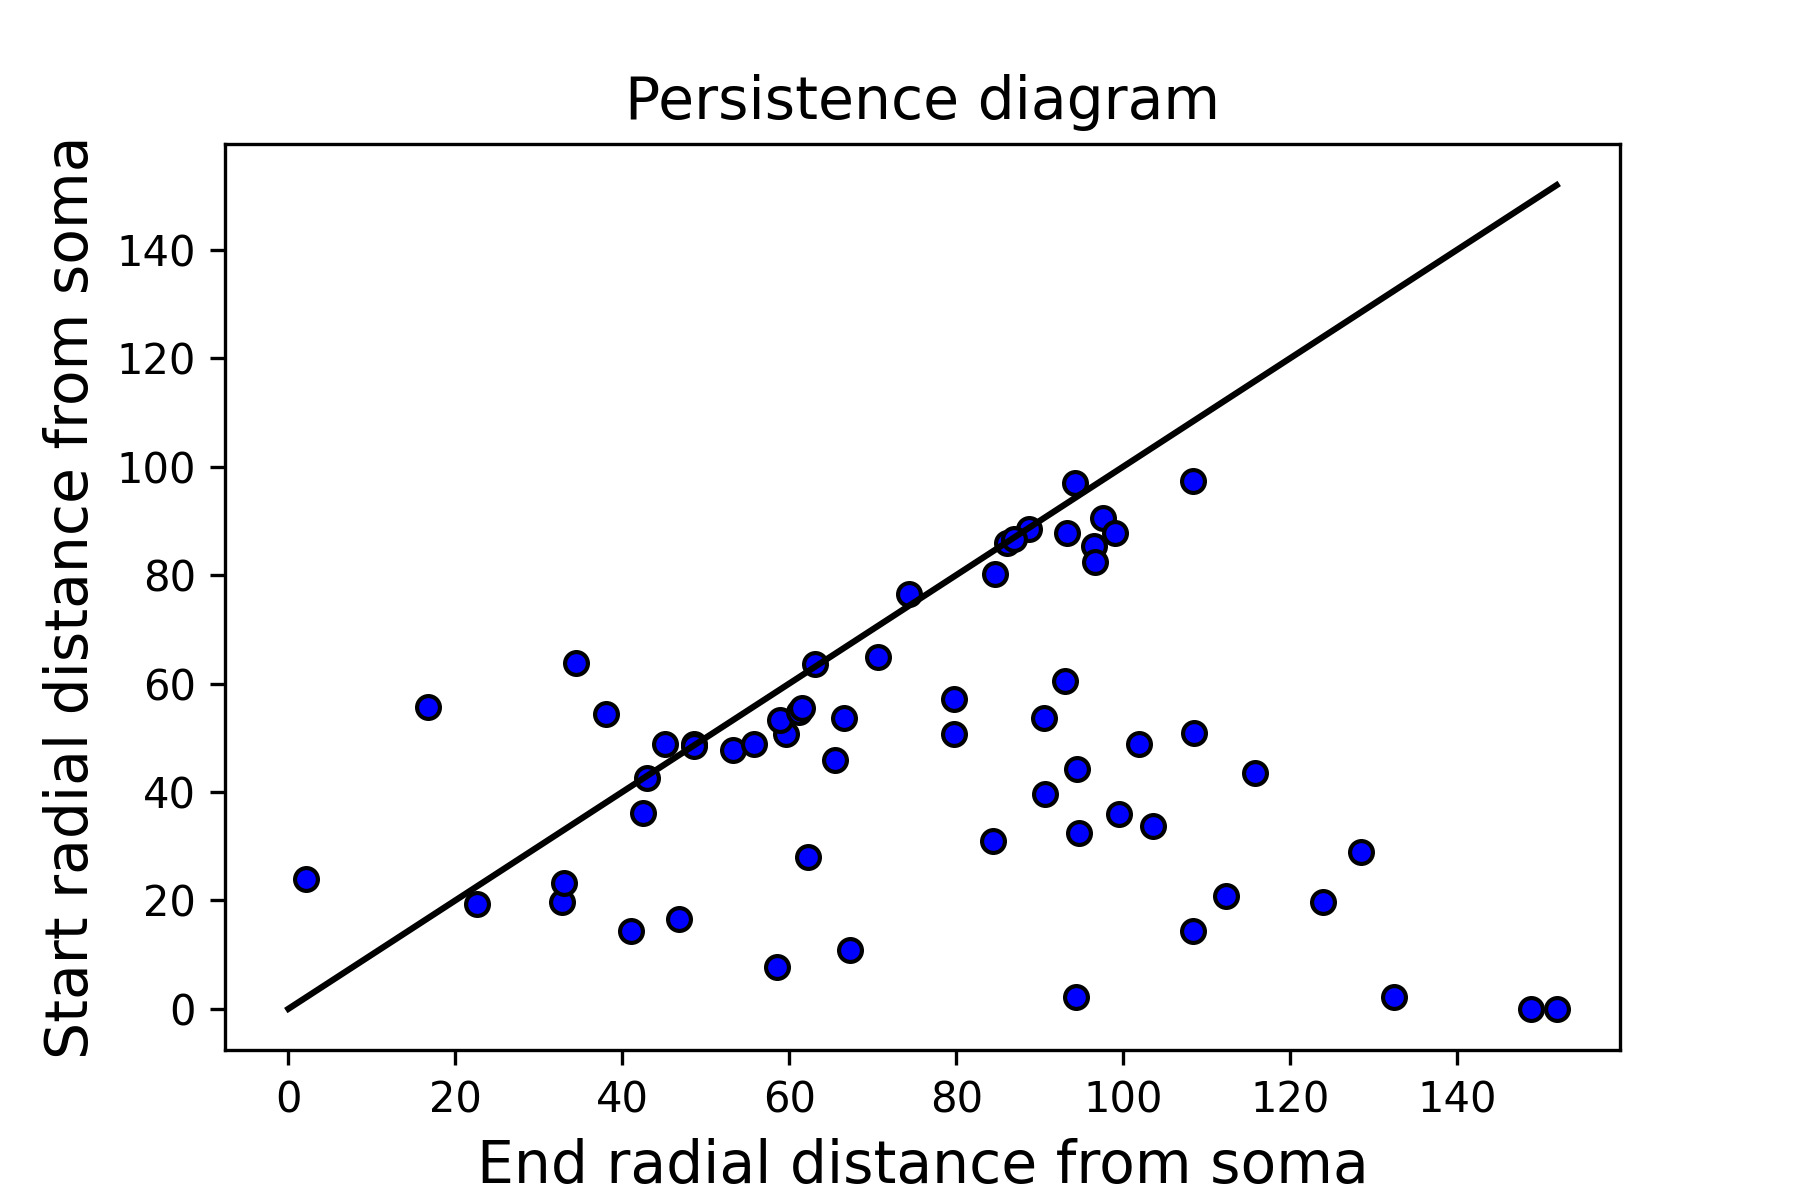 Persistence diagram
Start radial distance from soma
140
120
100
80
60
40
20
0
0 20 40 60 80 100 120 140
End radial distance from soma